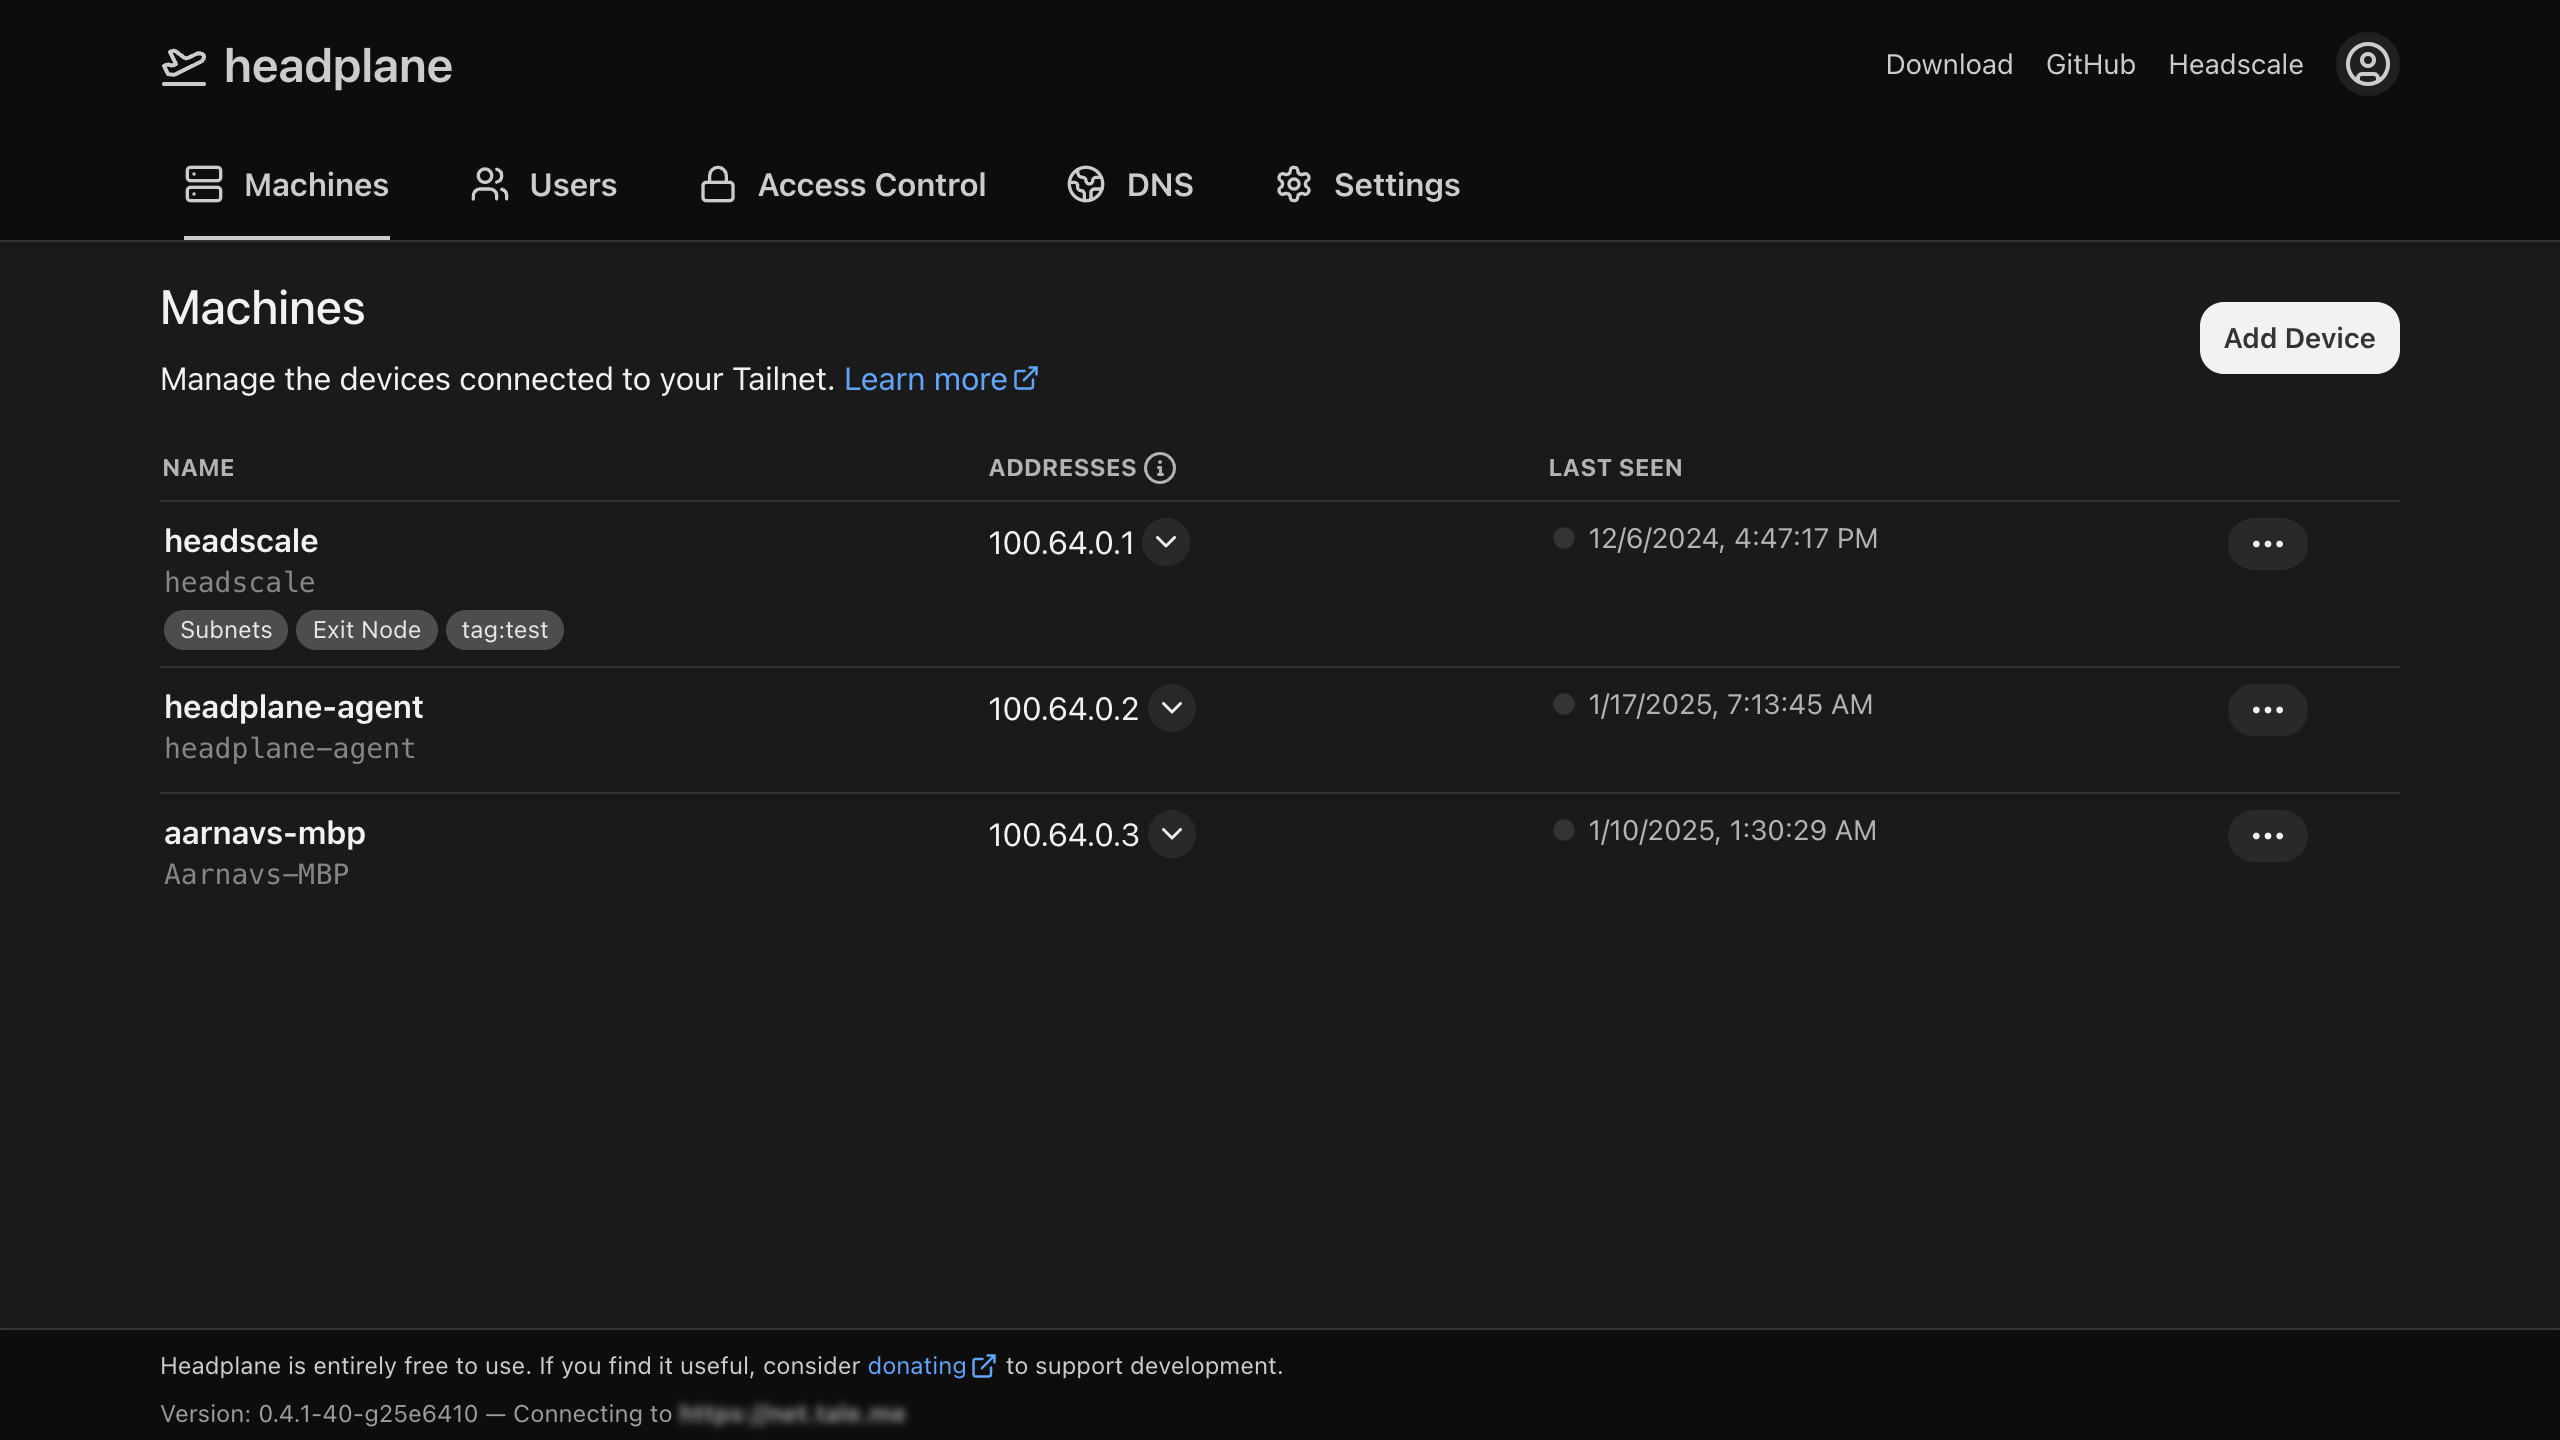 headplane
Download GitHub Headscale
Machines Users Access Control DNS Settings
Machines
Add Device
Manage the devices connected to your Tailnet. Learn more
NAME ADDRESSES LAST SEEN
headscale 100.64.0.1 12/6/2024, 4:47:17 PM
headscale
Subnets Exit Node tag:test
headplane-agent 100.64.0.2 1/17/2025, 7:13:45 AM
headplane-agent
aarnavs-mbp 100.64.0.3 1/10/2025, 1:30:29 AM
Aarnavs-MBP
Headplane is entirely free to use. If you find it useful, consider donating to support development.
Version: 0.4.1-40-g25e6410 — Connecting to